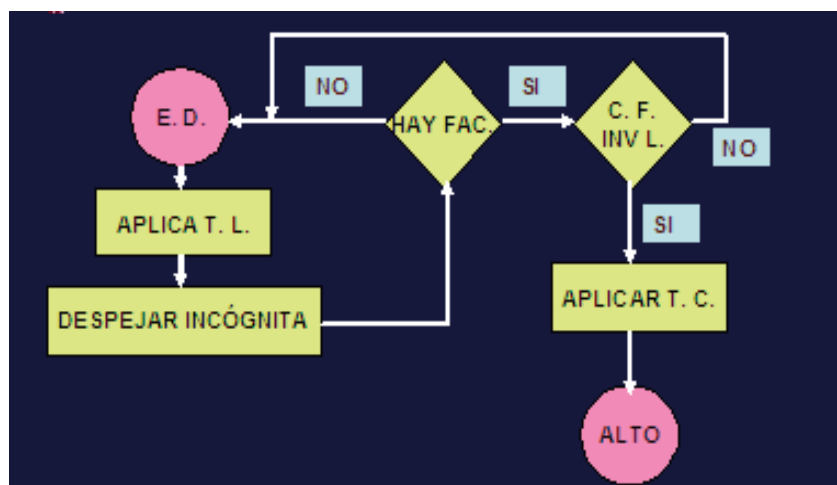 NO
SI
E. D.
HAY FAC.
C. F.
INV L.
NO
APLICA T. L.
SI
DESPEJAR INCÓGNITA
APLICAR T. C.
ALTO